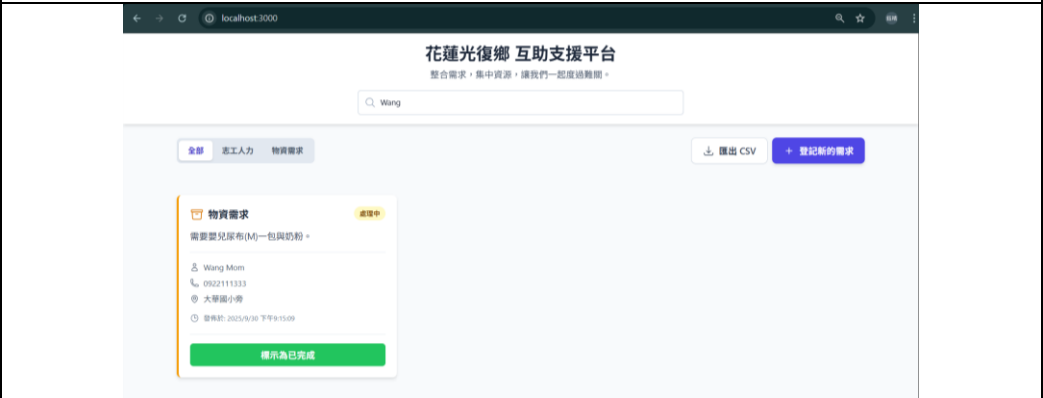 localhost:3000
花蓮光復鄉 互助支援平台
整合需求，集中資源，讓我們一起度過難關。
Wang
全部 志工人力 物資需求
匯出 CSV
+ 登記新的需求
物資需求
處理中
需要嬰兒尿布(M)一包與奶粉。
Wang Mom
0922111333
大華國小旁
發佈於: 2025/9/30 下午9:15:09
標示為已完成